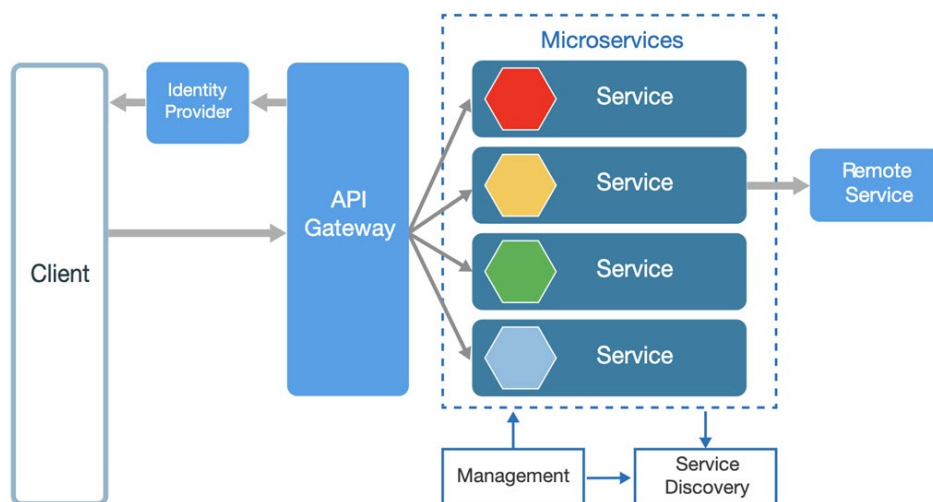 Microservices
Identity
Provider
Service
API
Gateway
Service
Remote
Service
Client
Service
Service
Management
Service
Discovery